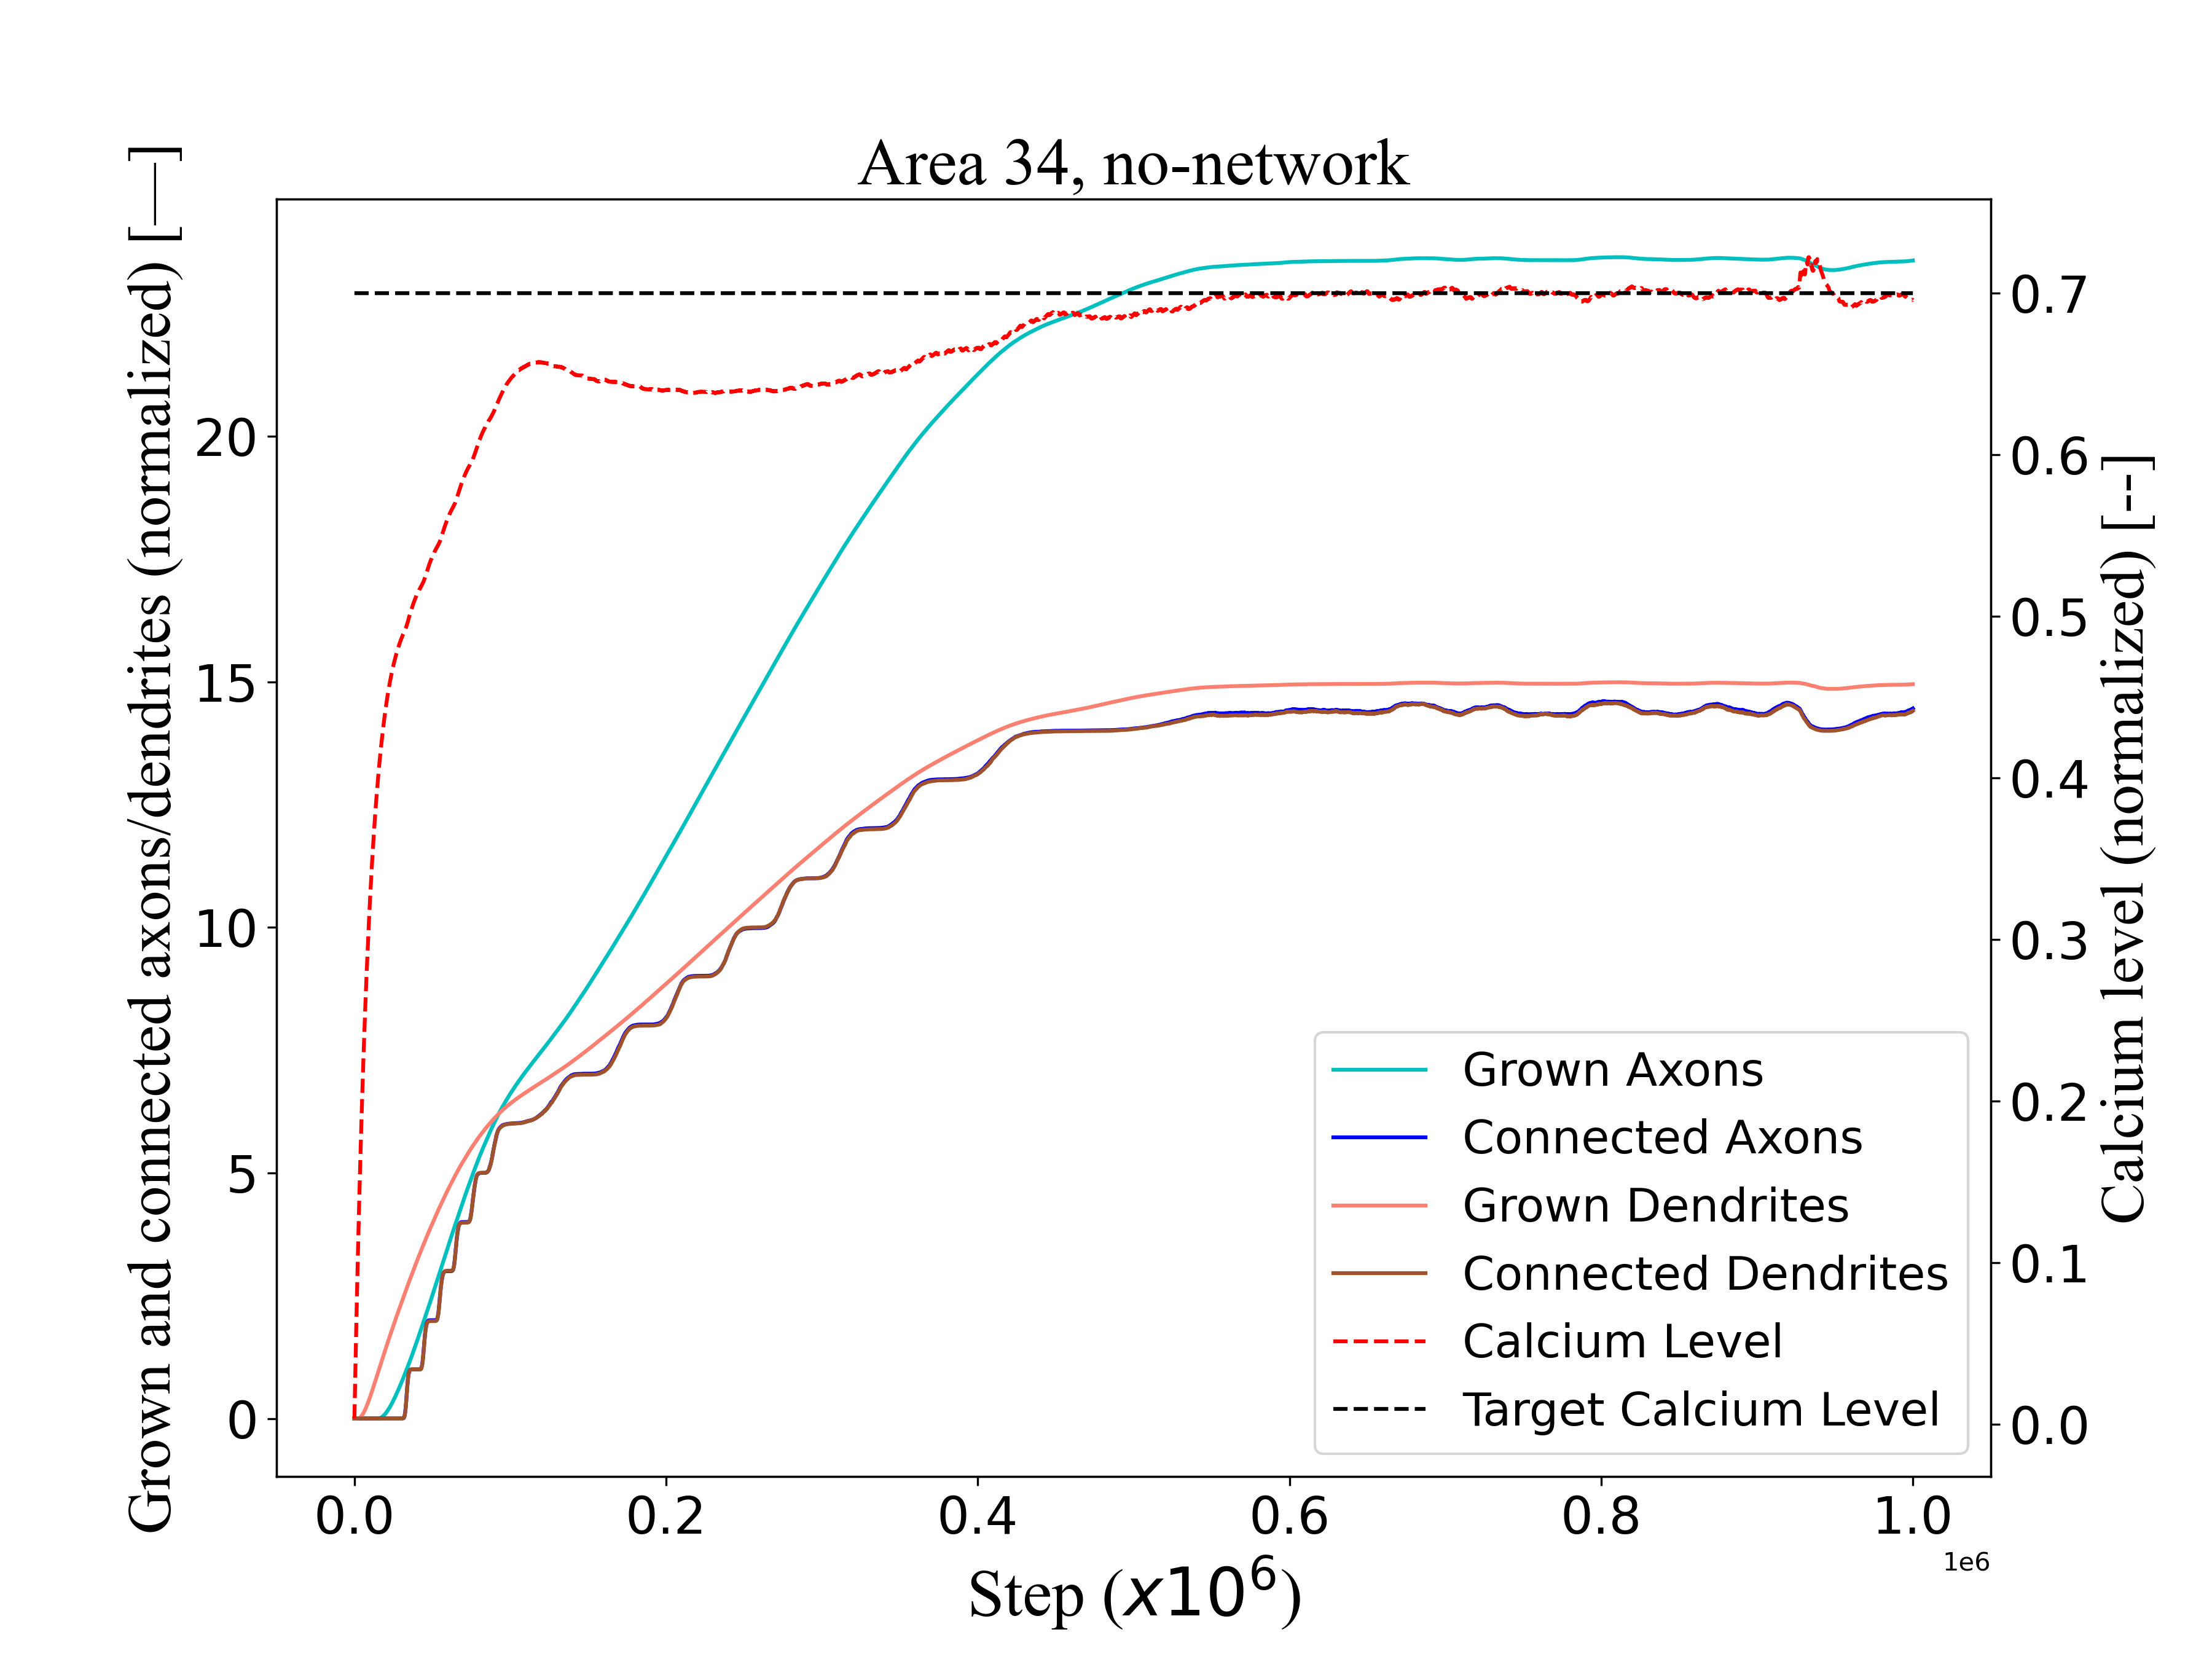 Area 34, no-network
Grown and connected axons/dendrites (normalized) [—]
20
15
10
5
0
0.7
0.6
0.5
0.4
0.3
0.2
0.1
0.0
Calcium level (normalized) [--]
Grown Axons
Connected Axons
Grown Dendrites
Connected Dendrites
Calcium Level
Target Calcium Level
0.0 0.2 0.4 0.6 0.8 1.0
1e6
Step (x10⁶)